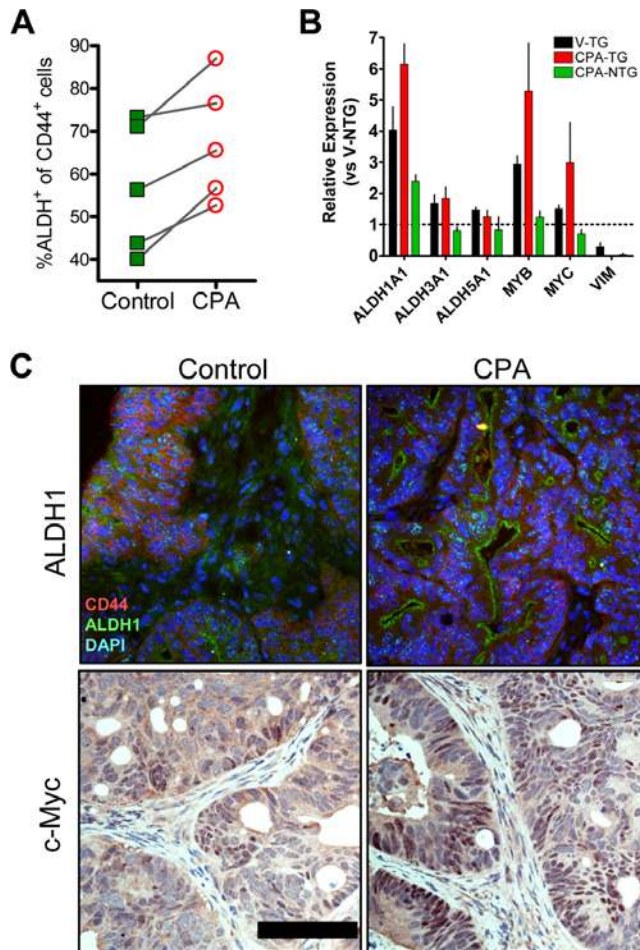 A
%ALDH+ of CD44+ cells
90
80
70
60
50
40
Control
CPA
B
Relative Expression
(vs V-NTG)
7
6
5
4
3
2
1
0
V-TG
CPA-TG
CPA-NTG
ALDH1A1
ALDH3A1
ALDH5A1
MYB
MYC
VIM
C
Control
CPA
ALDH1
CD44
ALDH1
DAPI
c-Myc